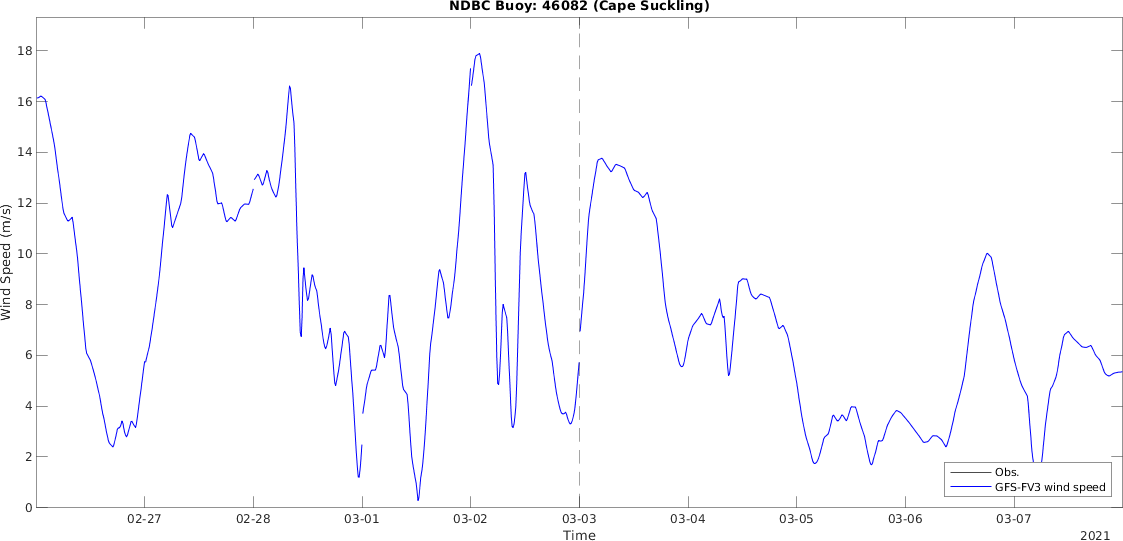 NDBC Buoy: 46082 (Cape Suckling)
18
16
14
12
10
8
6
4
2
0
Wind Speed (m/s)
02-27 02-28 03-01 03-02 03-03 03-04 03-05 03-06 03-07
Time
2021
Obs.
GFS-FV3 wind speed